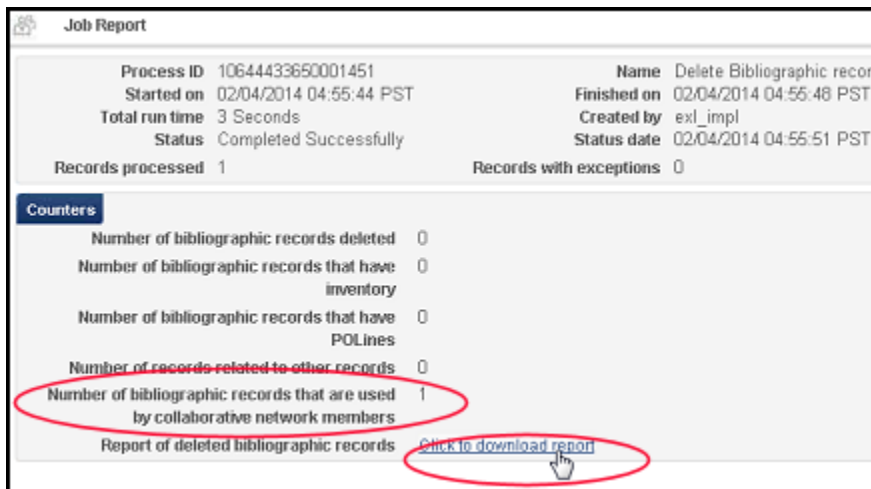 Job Report
Process ID 10644433650001451 Name Delete Bibliographic recor
Started on 02/04/2014 04:55:44 PST Finished on 02/04/2014 04:55:48 PST
Total run time 3 Seconds Created by exl_impl
Status Completed Successfully Status date 02/04/2014 04:55:51 PST
Records processed 1 Records with exceptions 0
Counters
Number of bibliographic records deleted 0
Number of bibliographic records that have 0
inventory
Number of bibliographic records that have 0
POLines
Number of records related to other records 0
Number of bibliographic records that are used 1
by collaborative network members
Report of deleted bibliographic records Click to download report